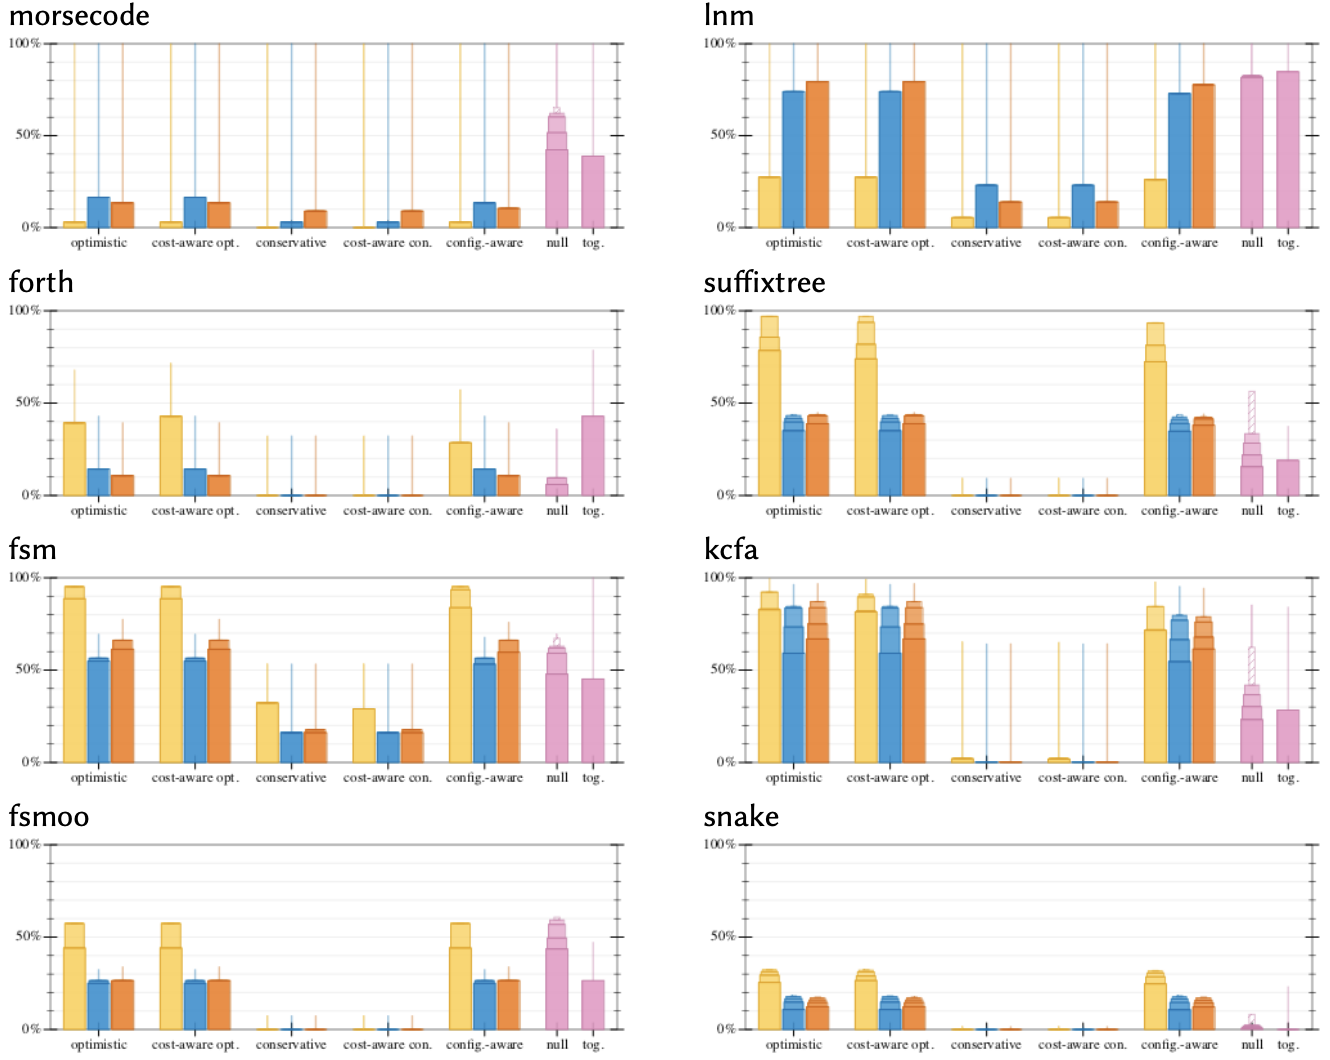 morsecode
100%
50%
0%
optimistic cost-aware opt. conservative cost-aware con. config.-aware null tog.
lnm
100%
50%
0%
optimistic cost-aware opt. conservative cost-aware con. config.-aware null tog.
forth
100%
50%
0%
optimistic cost-aware opt. conservative cost-aware con. config.-aware null tog.
suffixtree
100%
50%
0%
optimistic cost-aware opt. conservative cost-aware con. config.-aware null tog.
fsm
100%
50%
0%
optimistic cost-aware opt. conservative cost-aware con. config.-aware null tog.
kcfa
100%
50%
0%
optimistic cost-aware opt. conservative cost-aware con. config.-aware null tog.
fsmoo
100%
50%
0%
optimistic cost-aware opt. conservative cost-aware con. config.-aware null tog.
snake
100%
50%
0%
optimistic cost-aware opt. conservative cost-aware con. config.-aware null tog.